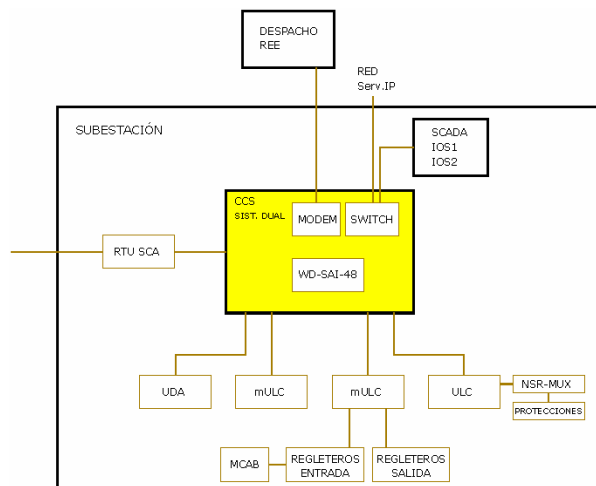 DESPACHO
REE
RED
Serv.IP
SUBESTACIÓN
SCADA
IOS1
IOS2
CCS
SIST. DUAL
MODEM
SWITCH
RTU SCA
WD-SAI-48
UDA
mULC
mULC
ULC
NSR-MUX
PROTECCIONES
MCAB
REGLETEROS
ENTRADA
REGLETEROS
SALIDA